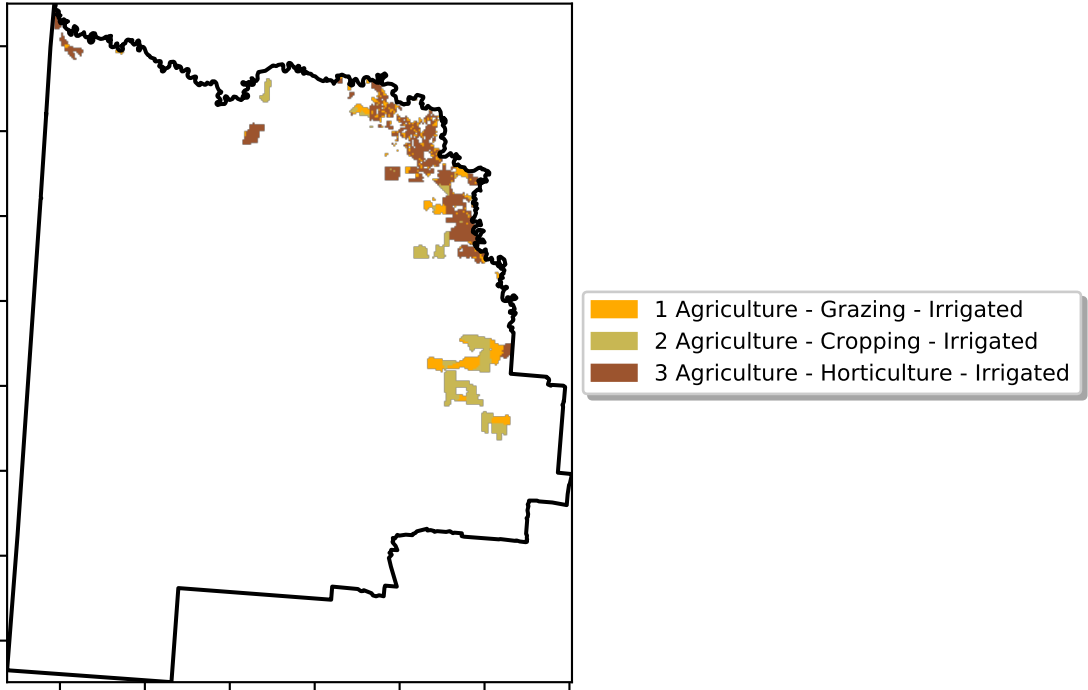 1 Agriculture - Grazing - Irrigated
2 Agriculture - Cropping - Irrigated
3 Agriculture - Horticulture - Irrigated